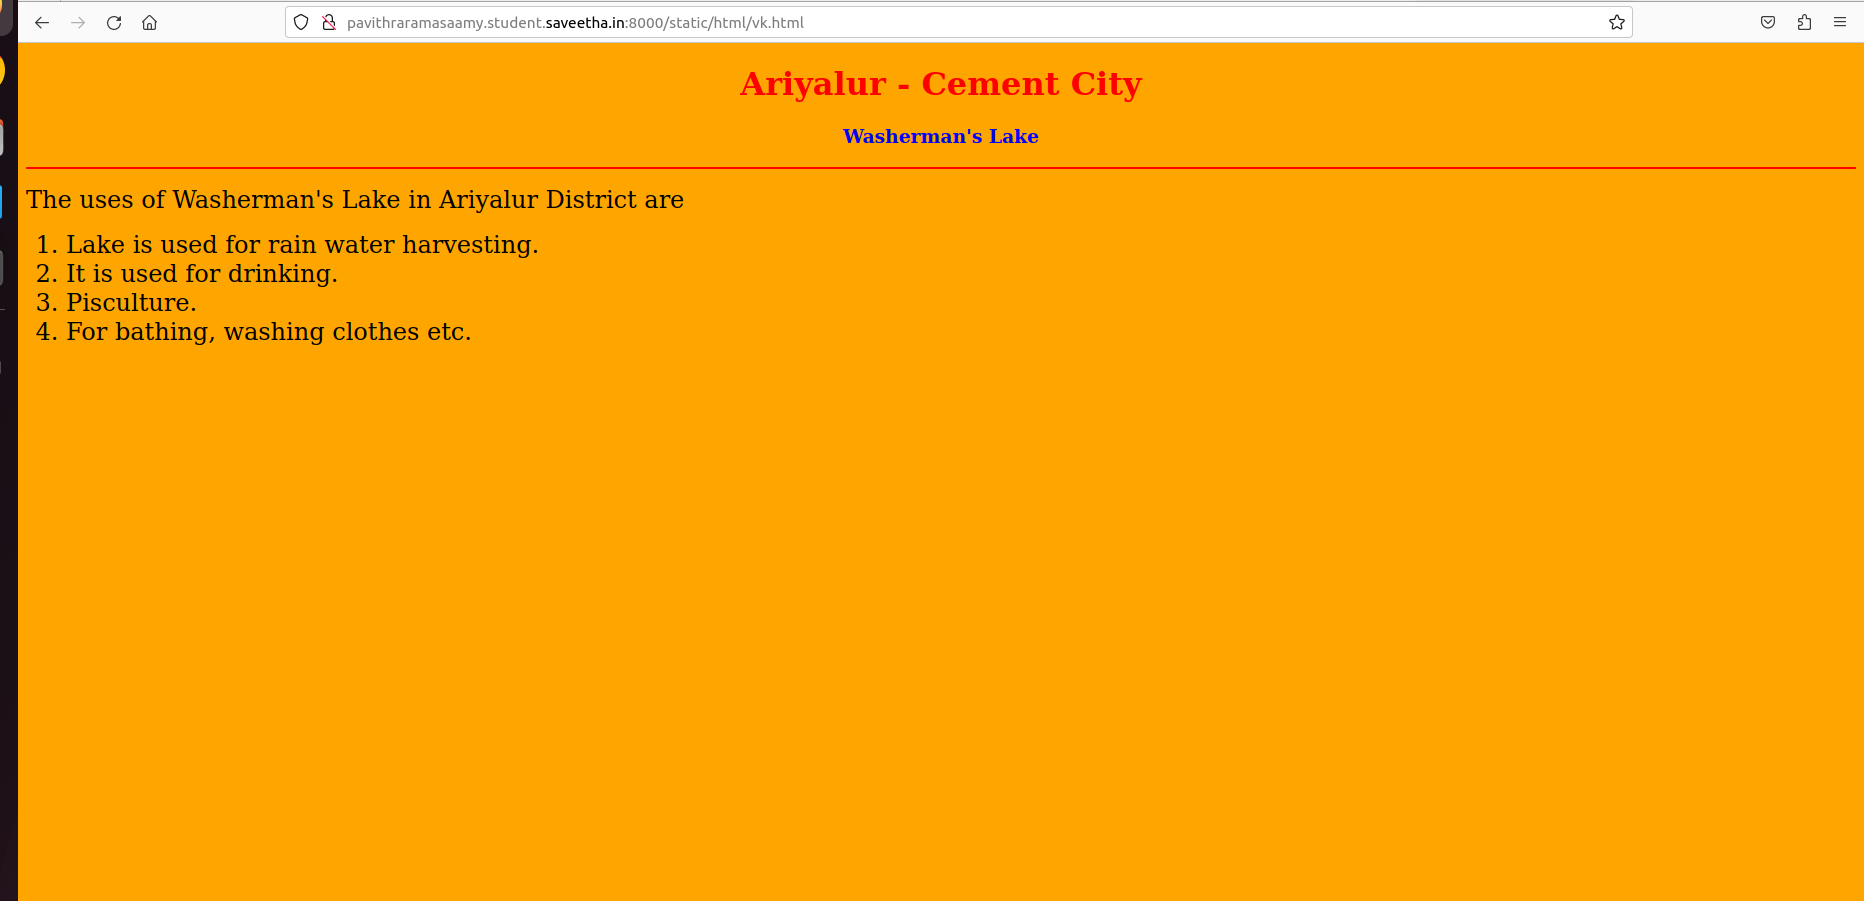 pavithraramasaamy.student.saveetha.in:8000/static/html/vk.html
Ariyalur - Cement City
Washerman's Lake
The uses of Washerman's Lake in Ariyalur District are
1. Lake is used for rain water harvesting.
2. It is used for drinking.
3. Pisculture.
4. For bathing, washing clothes etc.